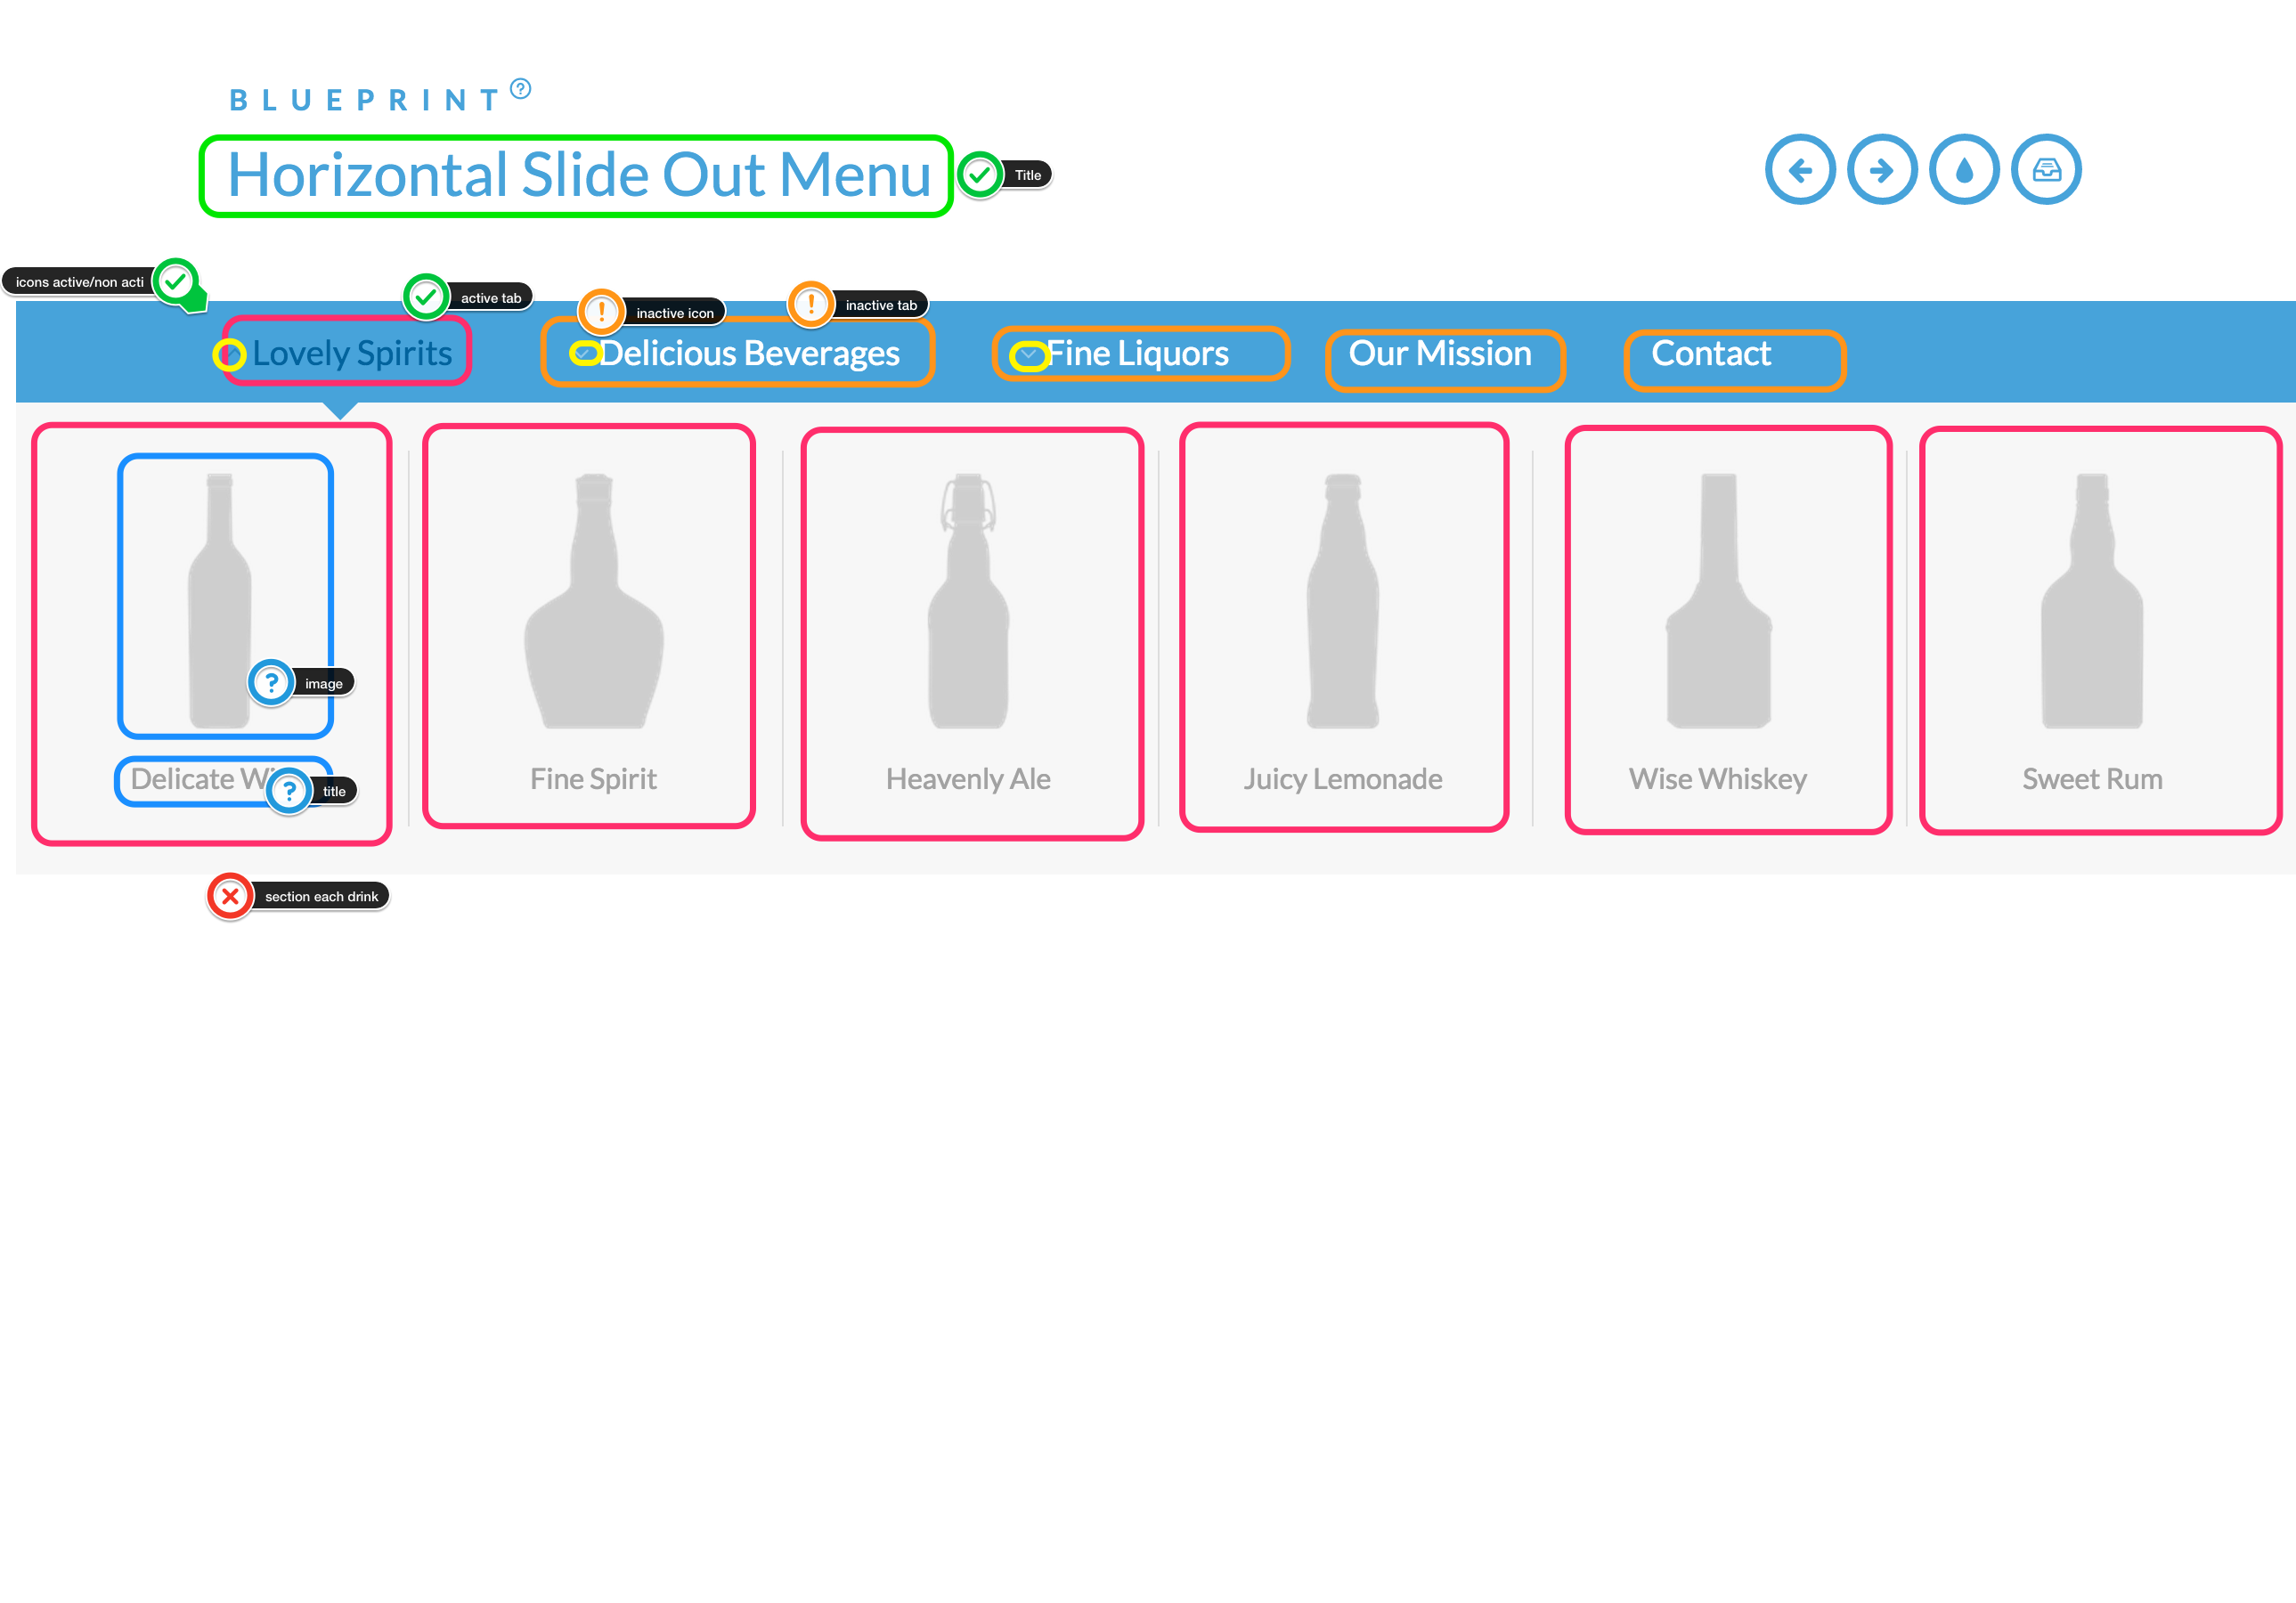 BLUEPRINT
Horizontal Slide Out Menu
Title
icons active/non acti
active tab
inactive icon
inactive tab
Lovely Spirits
Delicious Beverages
Fine Liquors
Our Mission
Contact
image
Delicate
title
Fine Spirit
Heavenly Ale
Juicy Lemonade
Wise Whiskey
Sweet Rum
section each drink